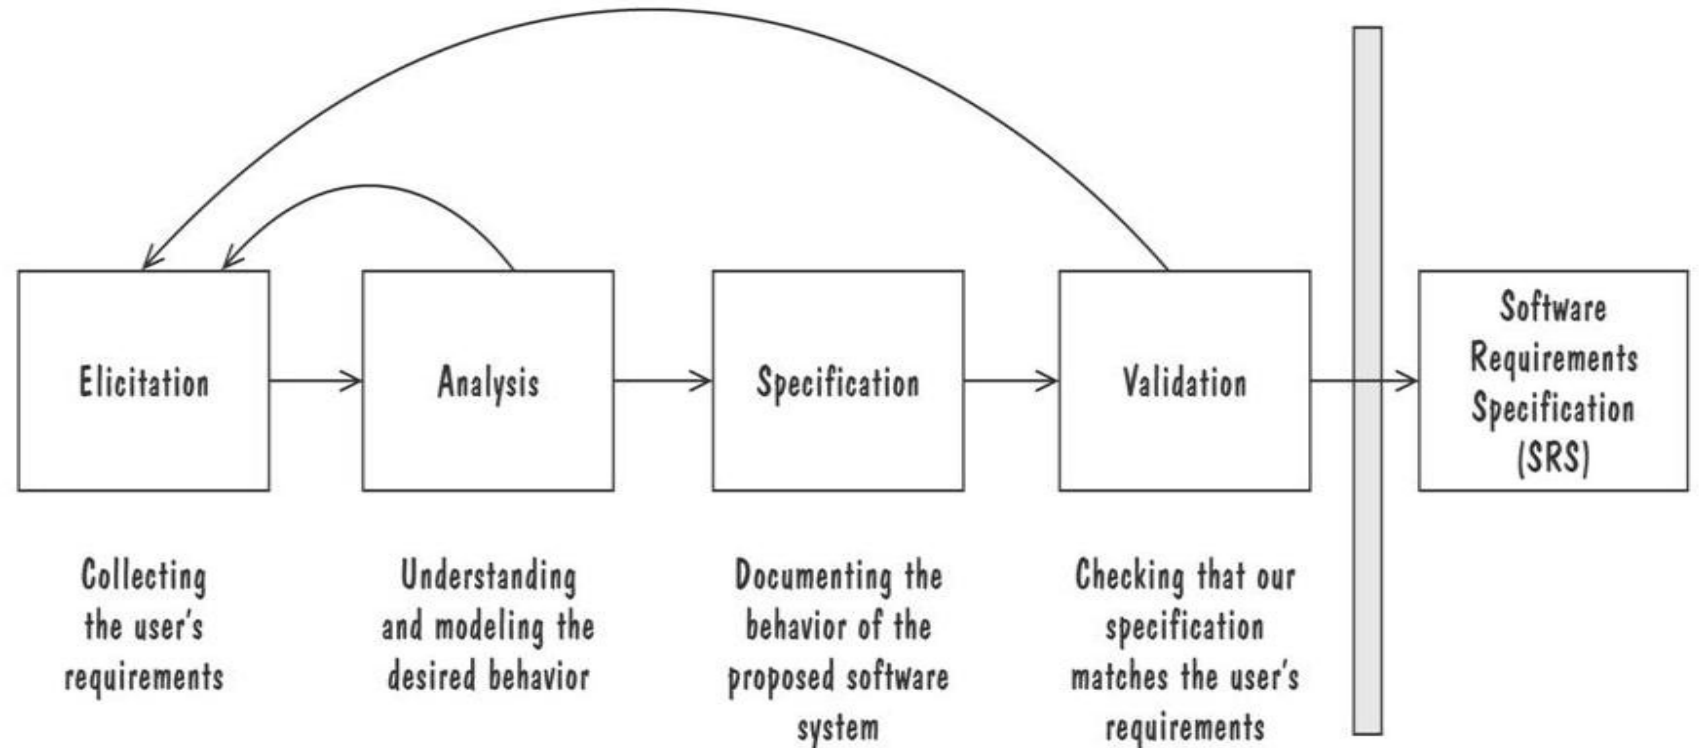 Elicitation
Analysis
Specification
Validation
Software
Requirements
Specification
(SRS)
Collecting
the user's
requirements
Understanding
and modeling the
desired behavior
Documenting the
behavior of the
proposed software
system
Checking that our
specification
matches the user's
requirements